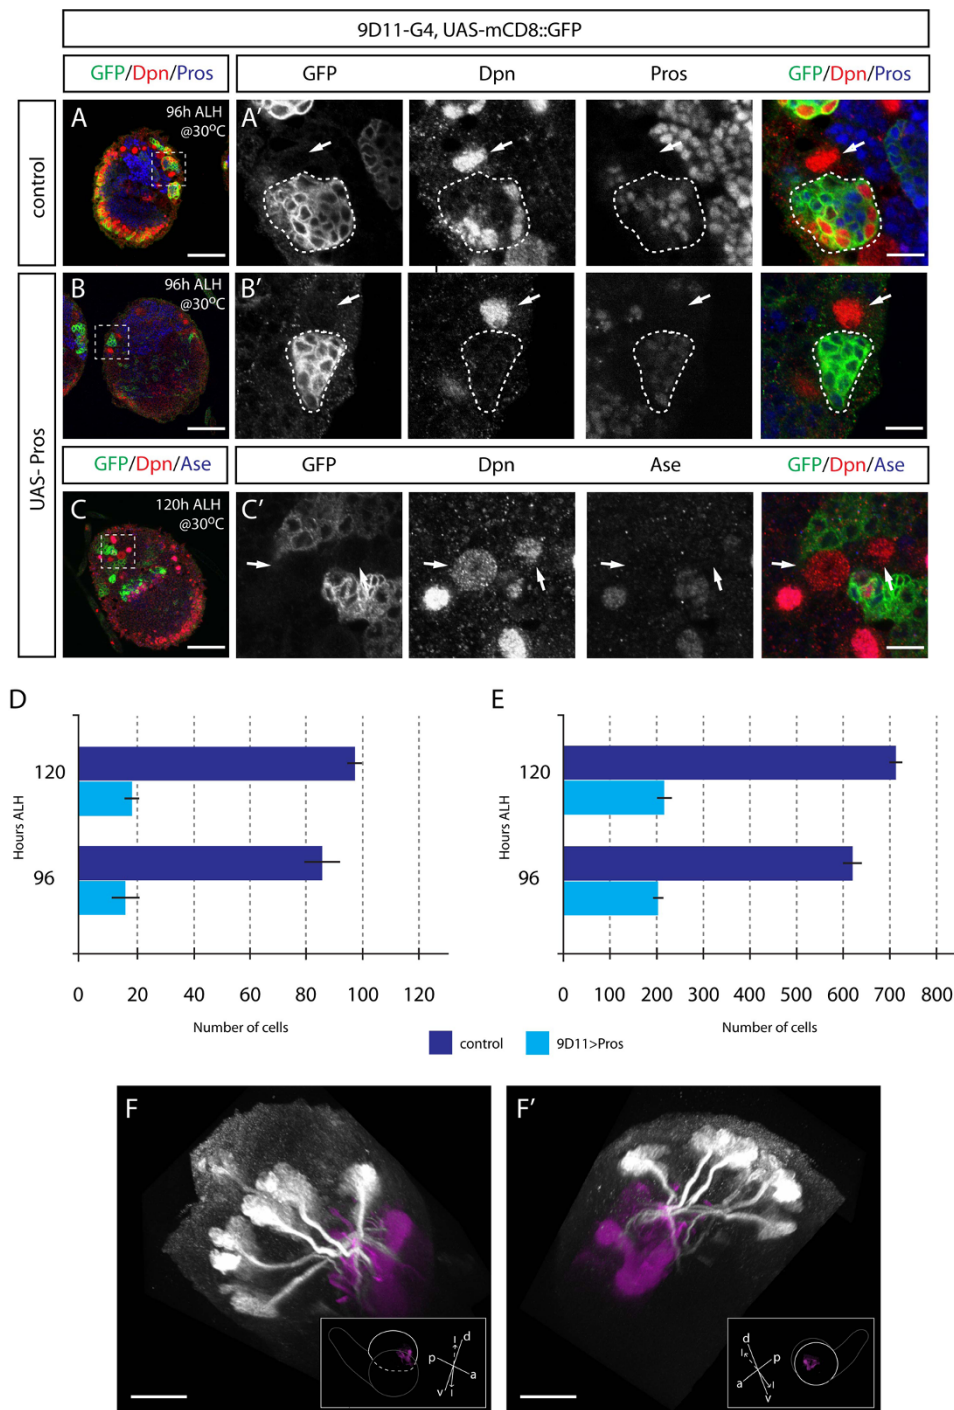 9D11-G4, UAS-mCD8::GFP
GFP/Dpn/Pros GFP Dpn Pros GFP/Dpn/Pros
control
A 96h ALH
@30ºC
A'
UAS- Pros
B 96h ALH
@30ºC
B'
GFP/Dpn/Ase GFP Dpn Ase GFP/Dpn/Ase
C 120h ALH
@30ºC
C'
D
Hours ALH
120
96
0 20 40 60 80 100 120
Number of cells
E
Hours ALH
120
96
0 100 200 300 400 500 600 700 800
Number of cells
control 9D11>Pros
F
l d
p a
v l
F'
d
l p
a l
v